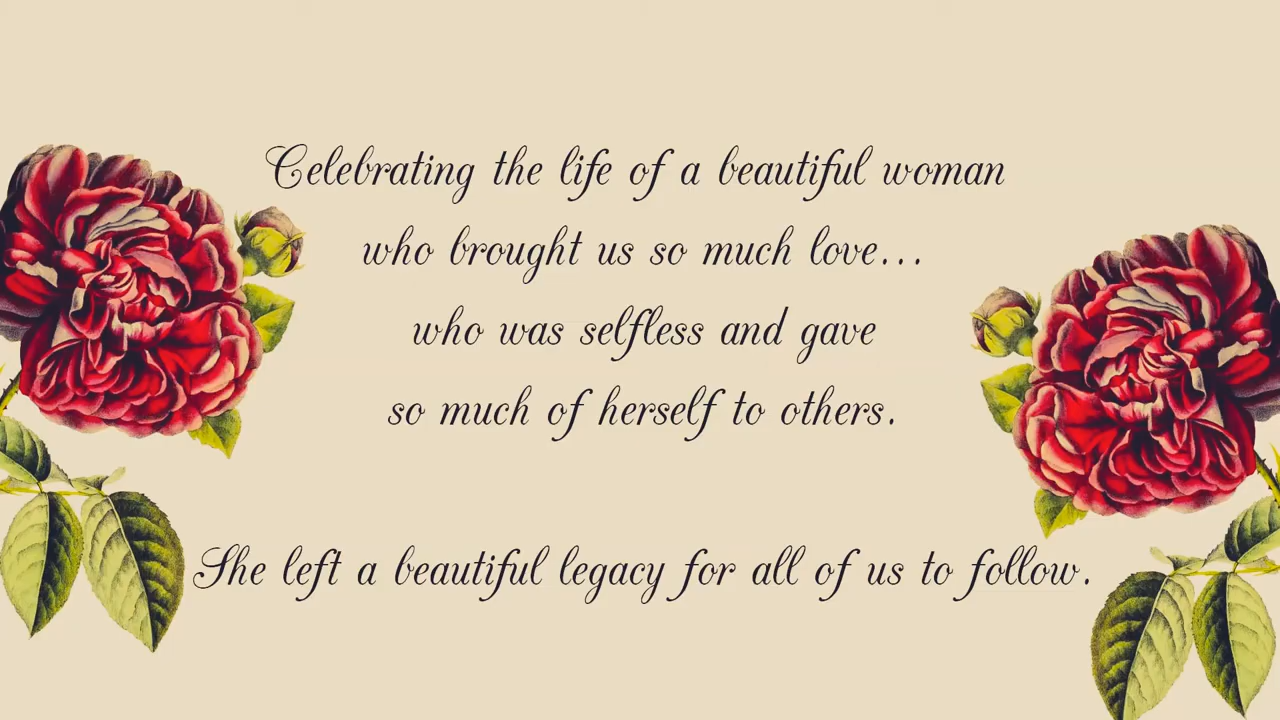 Celebrating the life of a beautiful woman
who brought us so much love...
who was selfless and gave
so much of herself to others.
She left a beautiful legacy for all of us to follow.